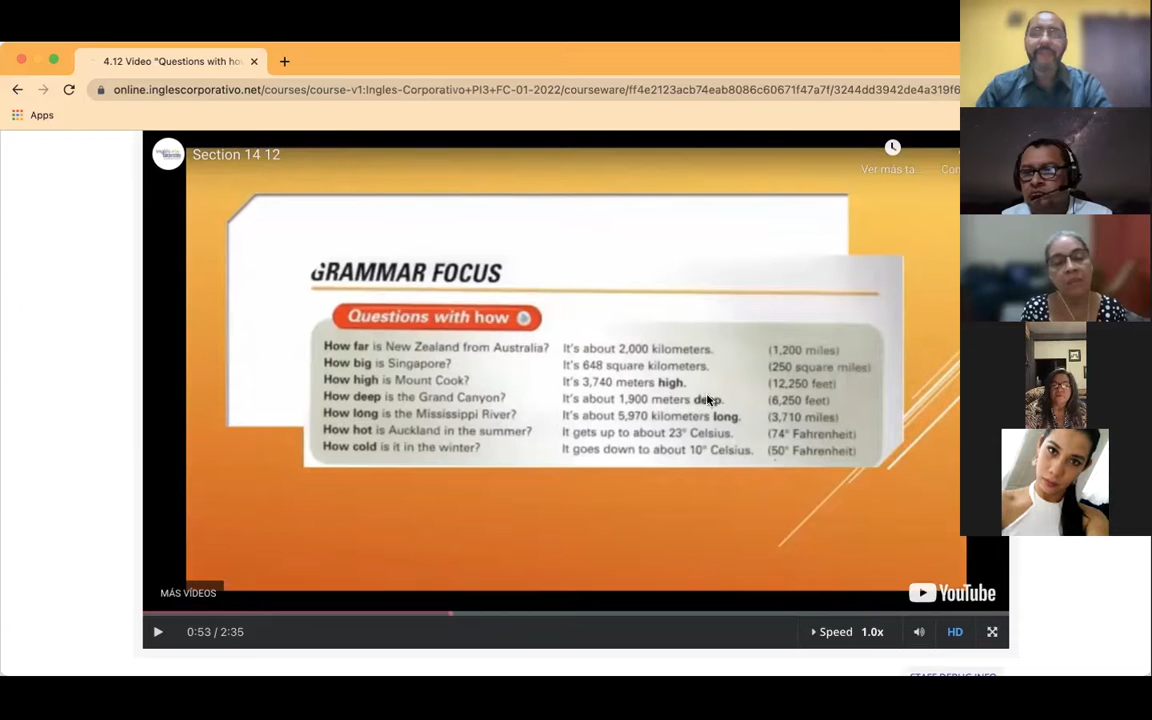 4.12 Video "Questions with ho
online.inglescorporativo.net/courses/course-v1:Ingles-Corporativo+PI3+FC-01-2022/courseware/ff4e2123acb74eab8086c60671f47a7f/3244dd3942de4a319f6
Apps
Section 14 12
Ver más ta...
GRAMMAR FOCUS
Questions with how
How far is New Zealand from Australia? It's about 2,000 kilometers. (1,200 miles)
How big is Singapore? It's 648 square kilometers. (250 square miles)
How high is Mount Cook? It's 3,740 meters high. (12,250 feet)
How deep is the Grand Canyon? It's about 1,900 meters deep. (6,250 feet)
How long is the Mississippi River? It's about 5,970 kilometers long. (3,710 miles)
How hot is Auckland in the summer? It gets up to about 23° Celsius. (74° Fahrenheit)
How cold is it in the winter? It goes down to about 10° Celsius. (50° Fahrenheit)
MÁS VÍDEOS
YouTube
0:53 / 2:35
Speed 1.0x
HD
STAFF DEBUG INFO